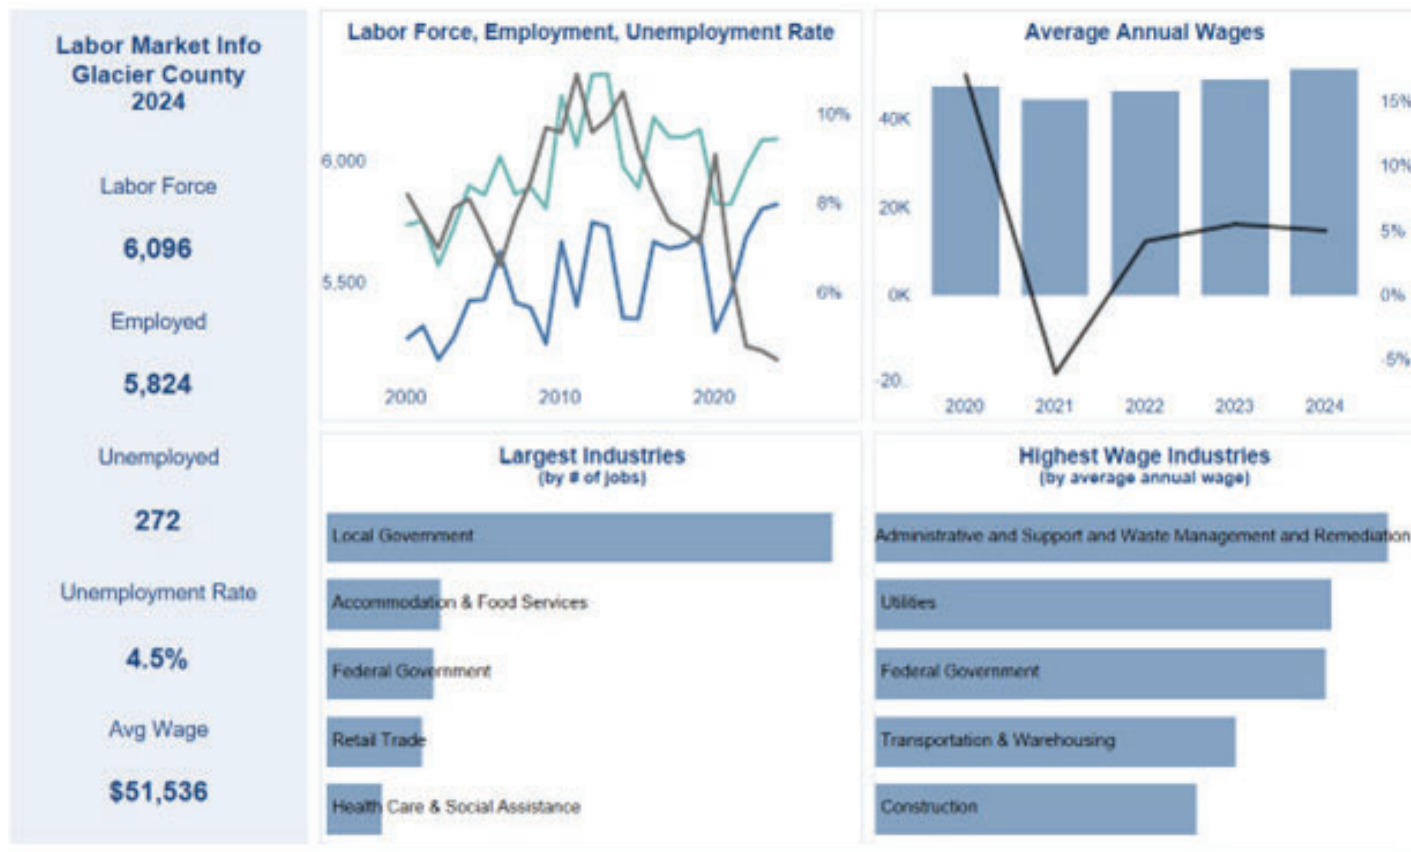 Labor Market Info
Glacier County
2024
Labor Force
6,096
Employed
5,824
Unemployed
272
Unemployment Rate
4.5%
Avg Wage
$51,536
Labor Force, Employment, Unemployment Rate
6,000
5,500
10%
8%
6%
2000
2010
2020
Average Annual Wages
40K
20K
0K
-20..
15%
10%
5%
0%
-5%
2020
2021
2022
2023
2024
Largest Industries
(by # of jobs)
Local Government
Accommodation & Food Services
Federal Government
Retail Trade
Health Care & Social Assistance
Highest Wage Industries
(by average annual wage)
Administrative and Support and Waste Management and Remediation
Utilities
Federal Government
Transportation & Warehousing
Construction